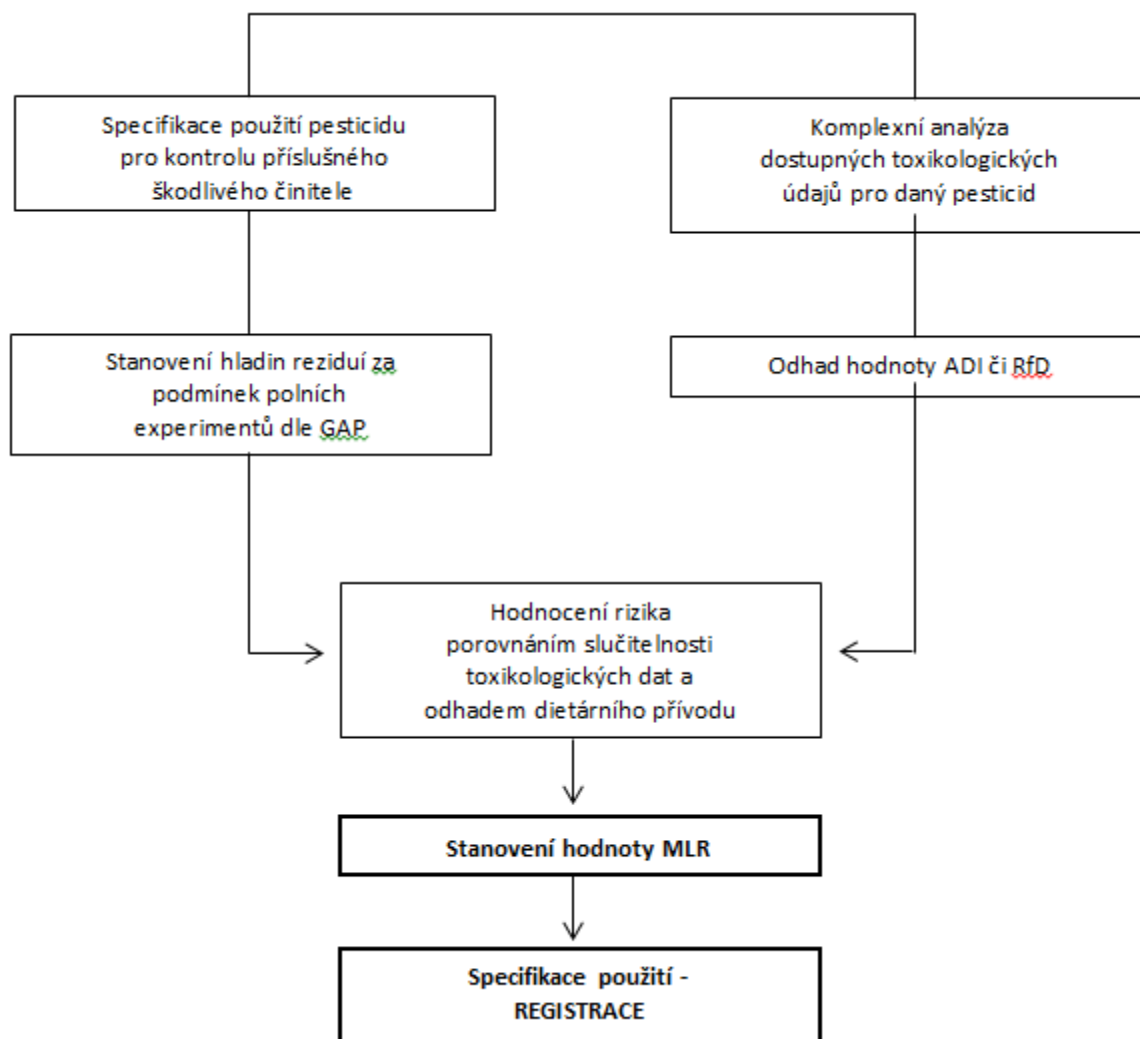 Specifikace použití pesticidu
pro kontrolu příslušného
škodlivého činitele
Komplexní analýza
dostupných toxikologických
údajů pro daný pesticid
Stanovení hladin reziduí za
podmínek polních
experimentů dle GAP
Odhad hodnoty ADI či RfD
Hodnocení rizika
porovnáním slučitelnosti
toxikologických dat a
odhadem dietárního přívodu
Stanovení hodnoty MLR
Specifikace použití -
REGISTRACE